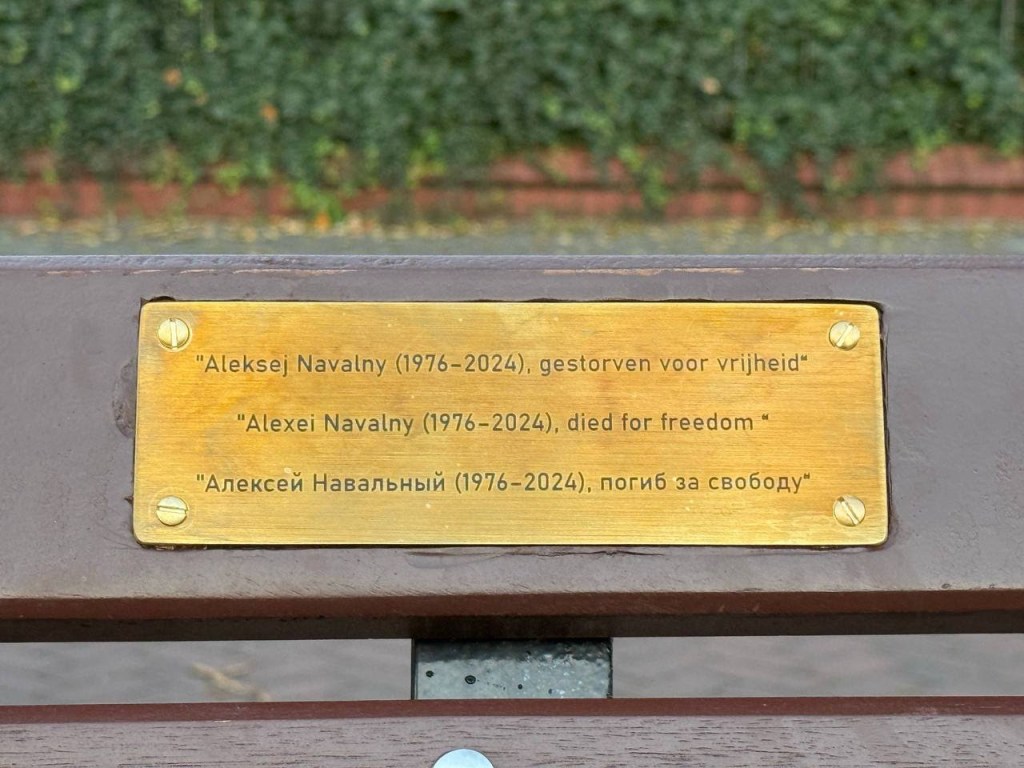 "Aleksej Navalny (1976–2024), gestorven voor vrijheid“
"Alexei Navalny (1976–2024), died for freedom “
"Алексей Навальный (1976–2024), погиб за свободу“